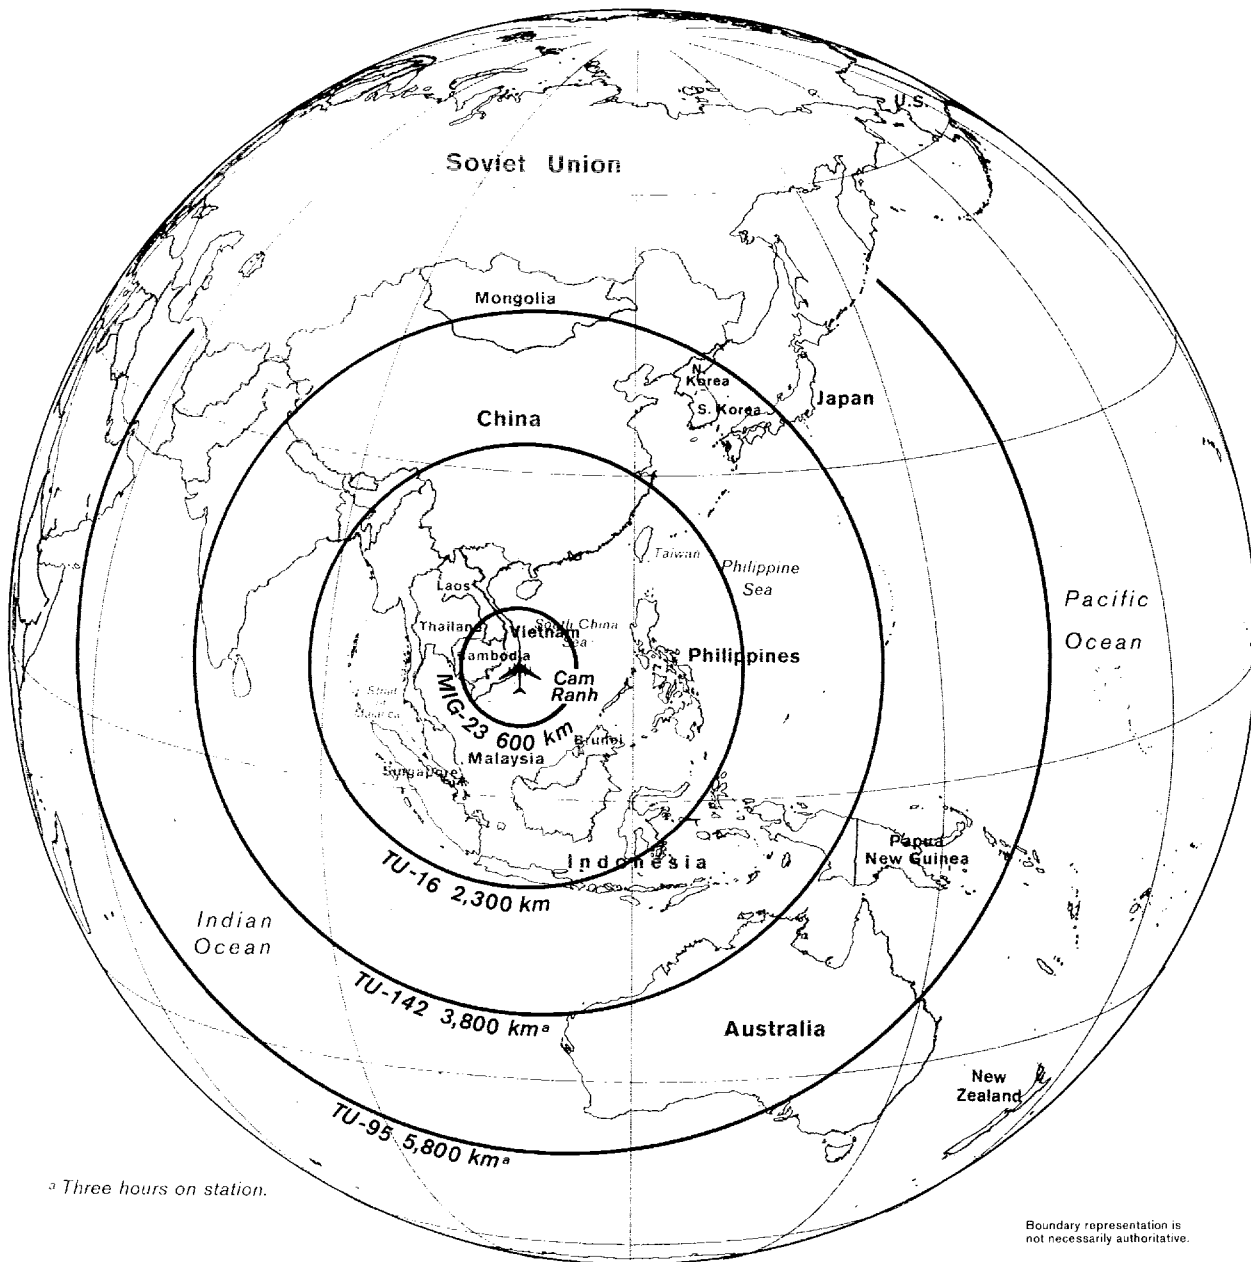 U.S.
Soviet Union
Mongolia
N.
Korea
S. Korea
Japan
China
Taiwan
Philippine
Sea
Pacific
Ocean
Laos
Thailand
Vietnam
South China
Sea
Cambodia
Philippines
Cam
Ranh
Strait
of
Malacca
MIG-23 600 km
Brunei
Malaysia
Singapore
Indonesia
Papua
New Guinea
TU-16 2,300 km
Indian
Ocean
TU-142 3,800 kmᵃ
Australia
New
Zealand
TU-95 5,800 kmᵃ
ᵃ Three hours on station.
Boundary representation is
not necessarily authoritative.